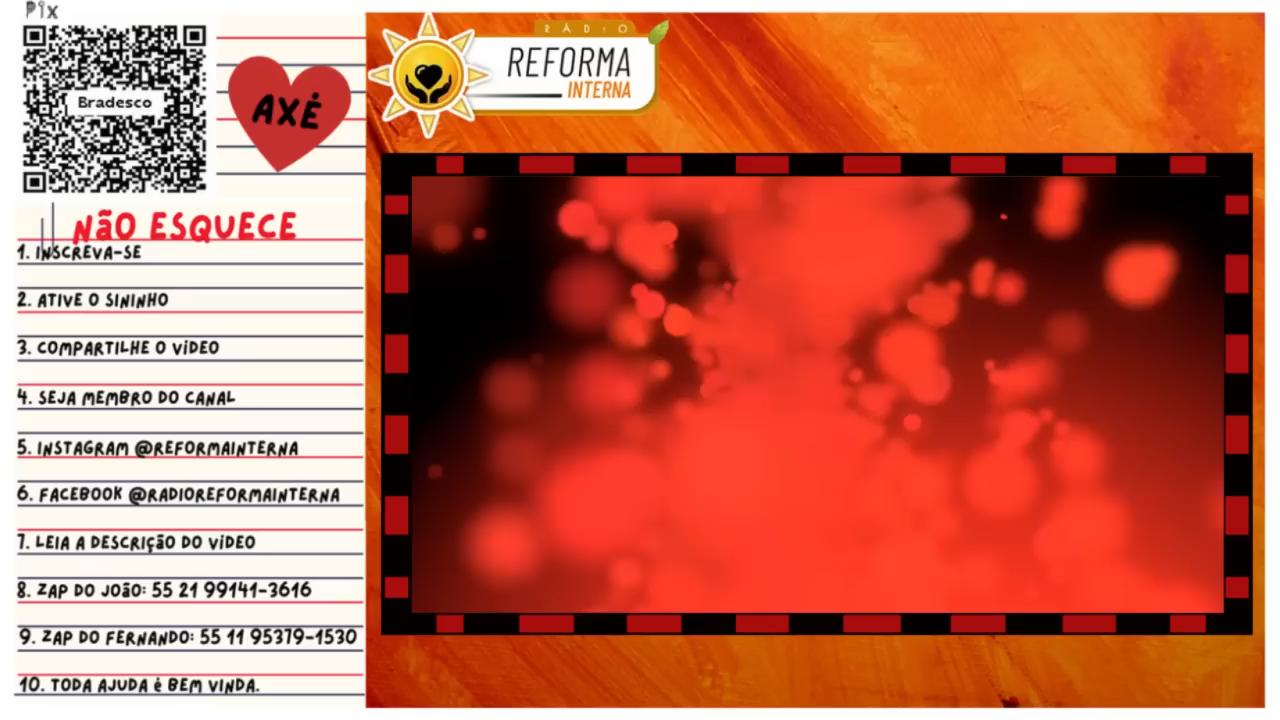 Pix
Bradesco
AXÉ
NÃO ESQUECE
1. INSCREVA-SE
2. ATIVE O SININHO
3. COMPARTILHE O VÍDEO
4. SEJA MEMBRO DO CANAL
5. INSTAGRAM @REFORMAINTERNA
6. FACEBOOK @RADIOREFORMAINTERNA
7. LEIA A DESCRIÇÃO DO VÍDEO
8. ZAP DO JOÃO: 55 21 99141-3616
9. ZAP DO FERNANDO: 55 11 95379-1530
10. TODA AJUDA É BEM VINDA.
RÁDIO
REFORMA
INTERNA